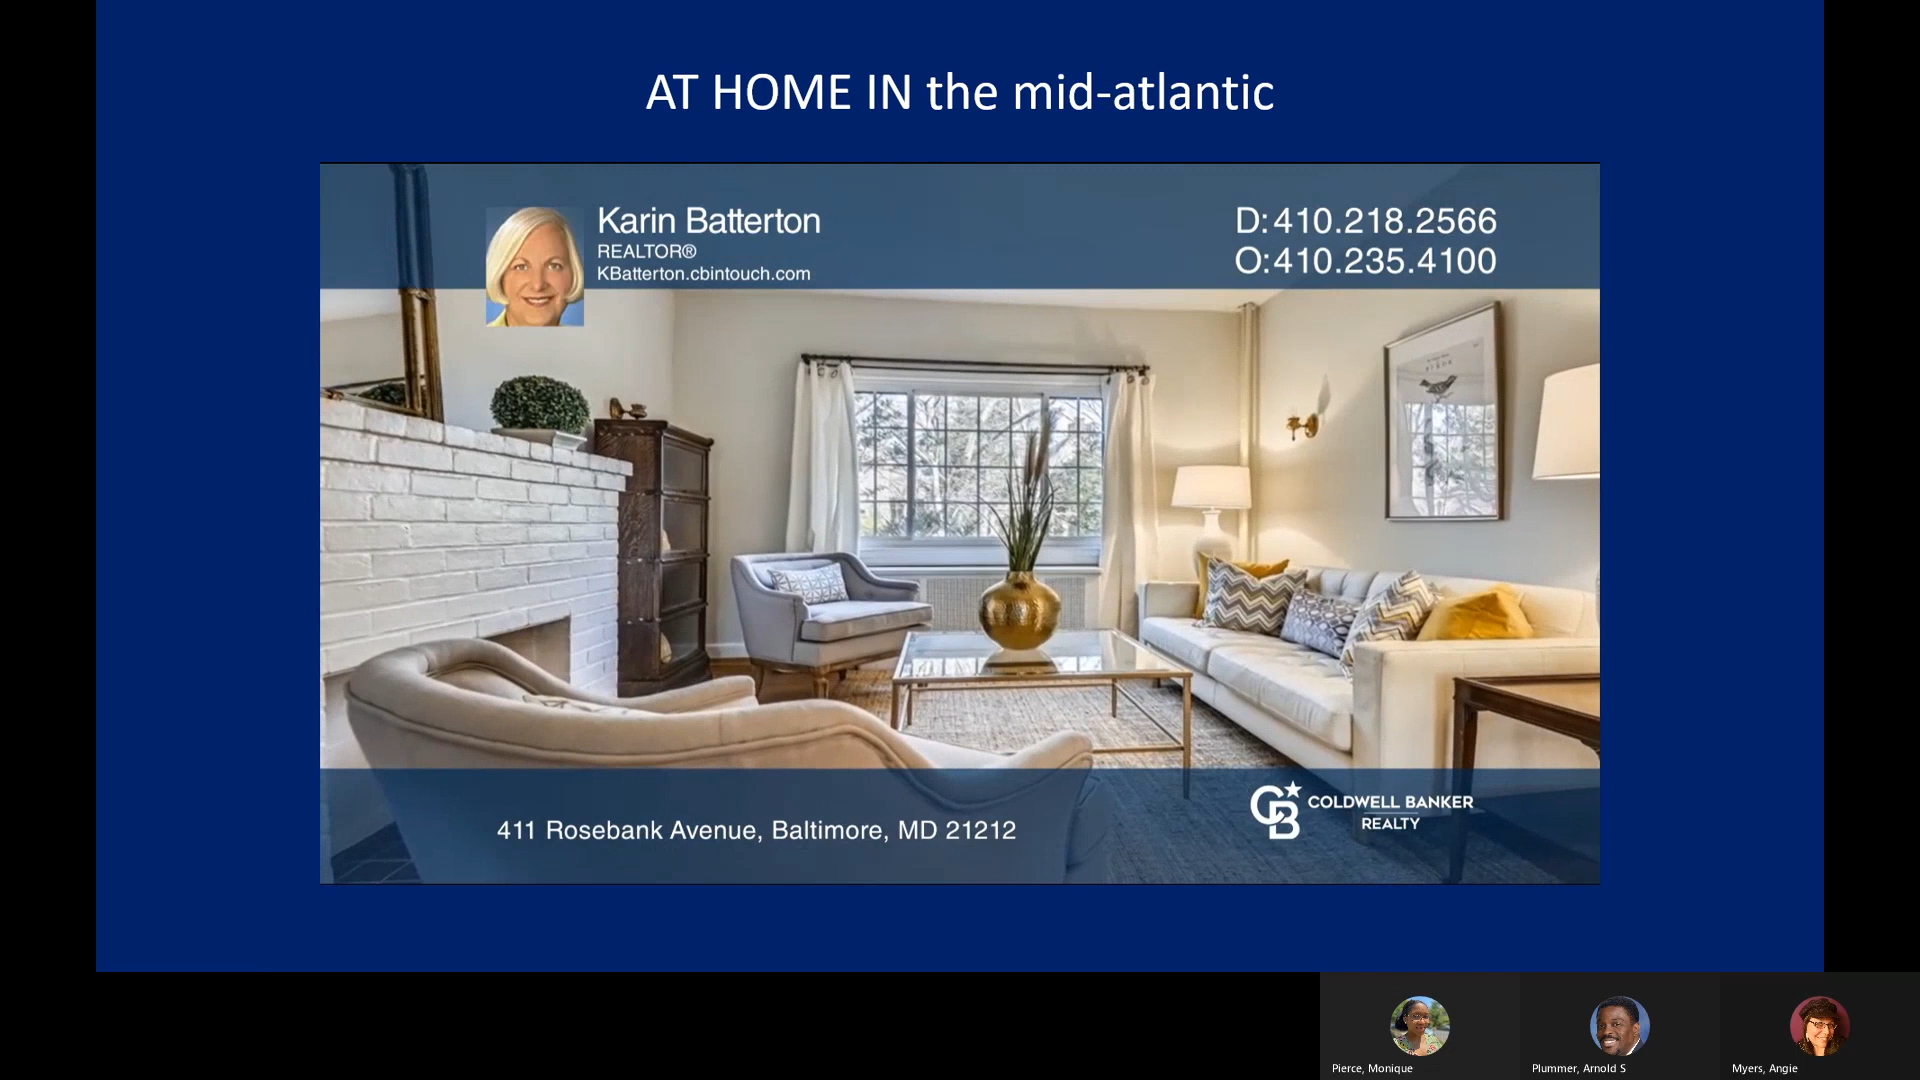 AT HOME IN the mid-atlantic
Karin Batterton
REALTOR®
KBatterton.cbintouch.com
D: 410.218.2566
O: 410.235.4100
411 Rosebank Avenue, Baltimore, MD 21212
CB
COLDWELL BANKER
REALTY
Pierce, Monique
Plummer, Arnold S
Myers, Angie